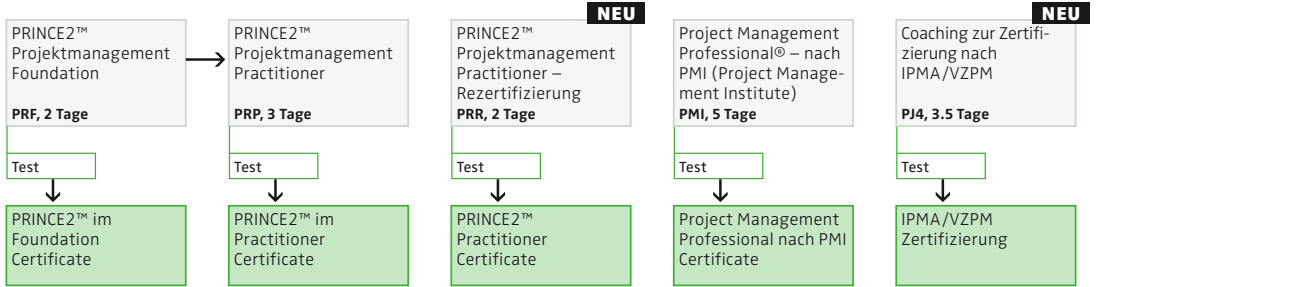 NEU
NEU
PRINCE2™
Projektmanagement
Foundation
PRF, 2 Tage
PRINCE2™
Projektmanagement
Practitioner
PRP, 3 Tage
PRINCE2™
Projektmanagement
Practitioner –
Rezertifizierung
PRR, 2 Tage
Project Management
Professional® – nach
PMI (Project Manage-
ment Institute)
PMI, 5 Tage
Coaching zur Zertifi-
zierung nach
IPMA/VZPM
PJ4, 3.5 Tage
Test
Test
Test
Test
Test
PRINCE2™ im
Foundation
Certificate
PRINCE2™ im
Practitioner
Certificate
PRINCE2™
Practitioner
Certificate
Project Management
Professional nach PMI
Certificate
IPMA/VZPM
Zertifizierung